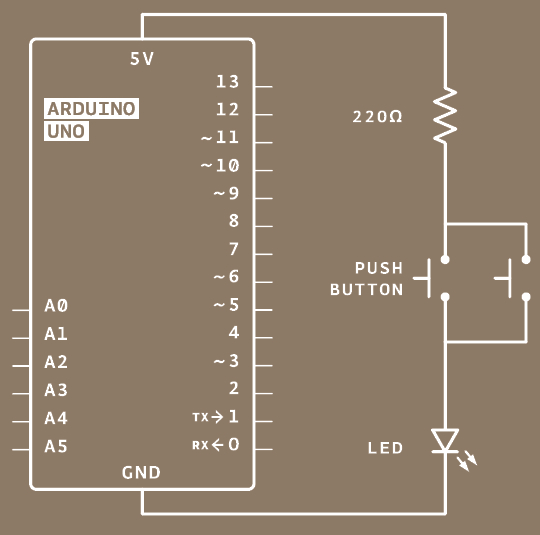 5V
ARDUINO
UNO
13
12
~11
~10
~9
8
7
~6
~5
4
~3
2
TX→1
RX←0
A0
A1
A2
A3
A4
A5
GND
220Ω
PUSH
BUTTON
LED